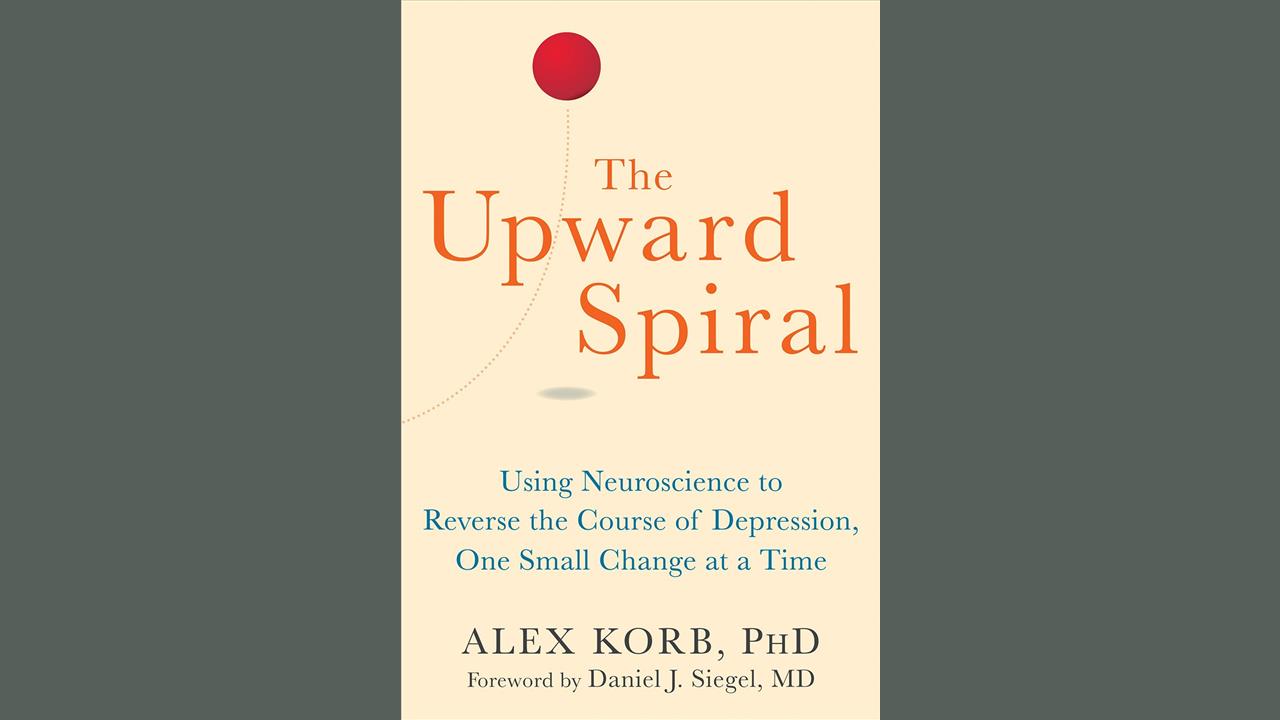 The
Upward
Spiral
Using Neuroscience to
Reverse the Course of Depression,
One Small Change at a Time
ALEX KORB, PHD
Foreword by Daniel J. Siegel, MD